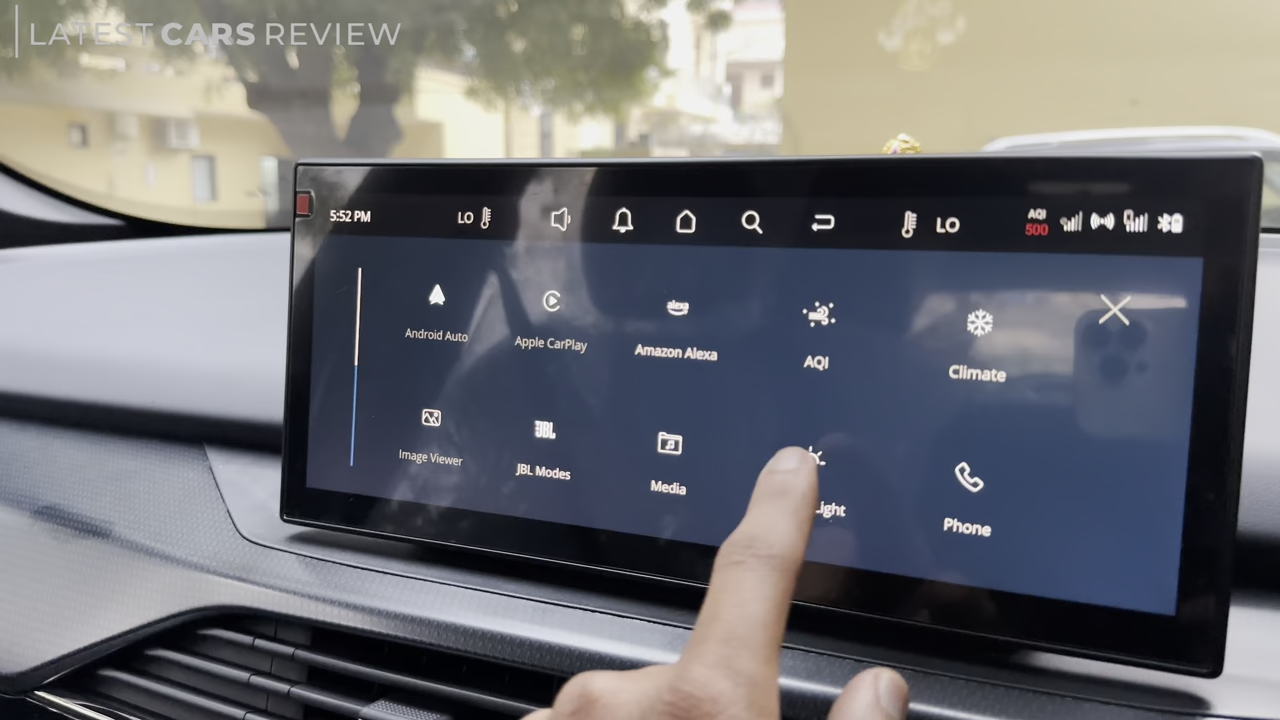 LATEST CARS REVIEW
5:52 PM LO LO AQI
500
Android Auto
Apple CarPlay
alexa
Amazon Alexa
AQI
Climate
Image Viewer
JBL
JBL Modes
Media
Light
Phone